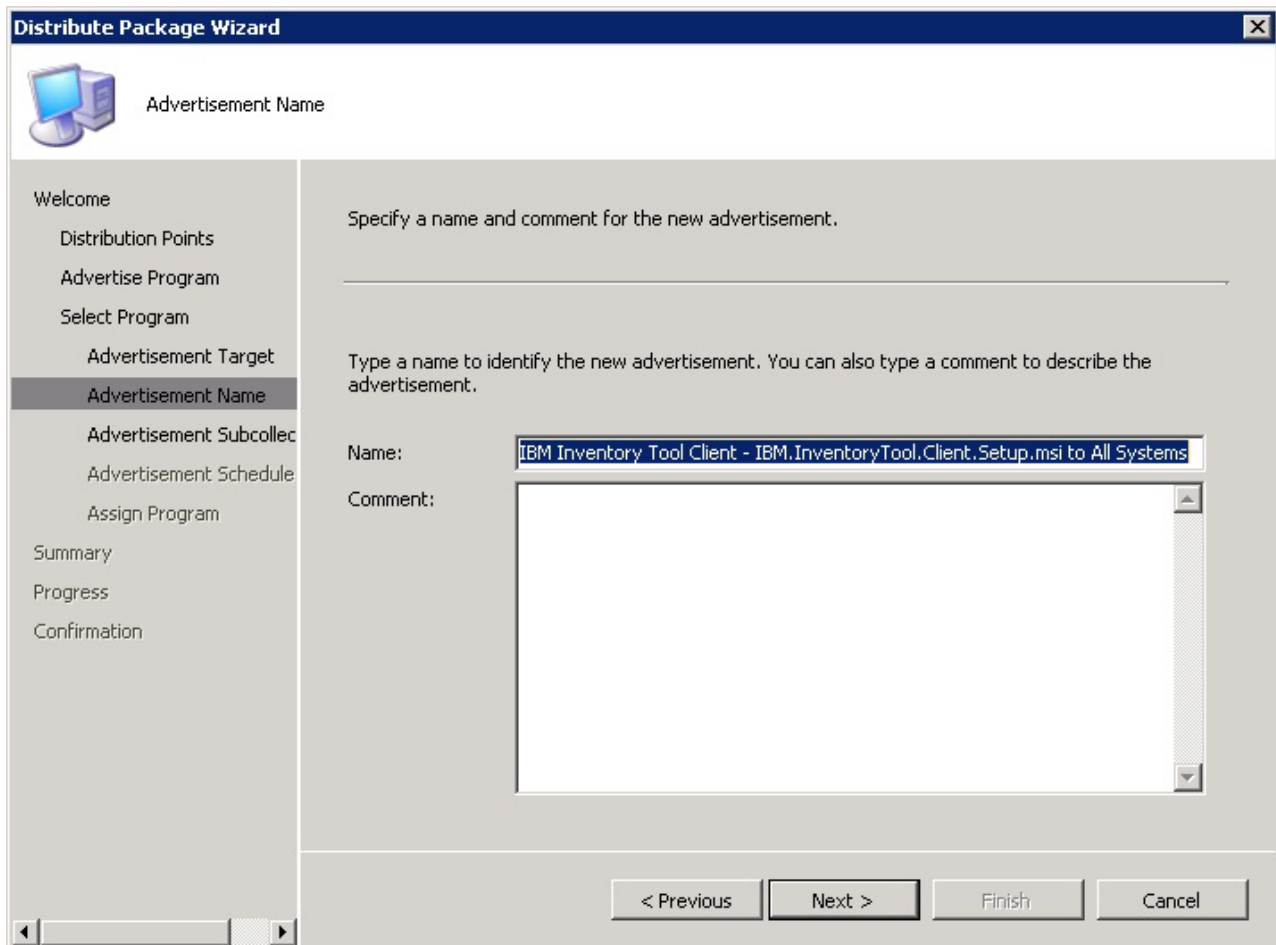 Distribute Package Wizard
Advertisement Name
Welcome
Distribution Points
Advertise Program
Select Program
Advertisement Target
Advertisement Name
Advertisement Subcollec
Advertisement Schedule
Assign Program
Summary
Progress
Confirmation
Specify a name and comment for the new advertisement.
Type a name to identify the new advertisement. You can also type a comment to describe the
advertisement.
Name:
IBM Inventory Tool Client - IBM.InventoryTool.Client.Setup.msi to All Systems
Comment:
< Previous
Next >
Finish
Cancel